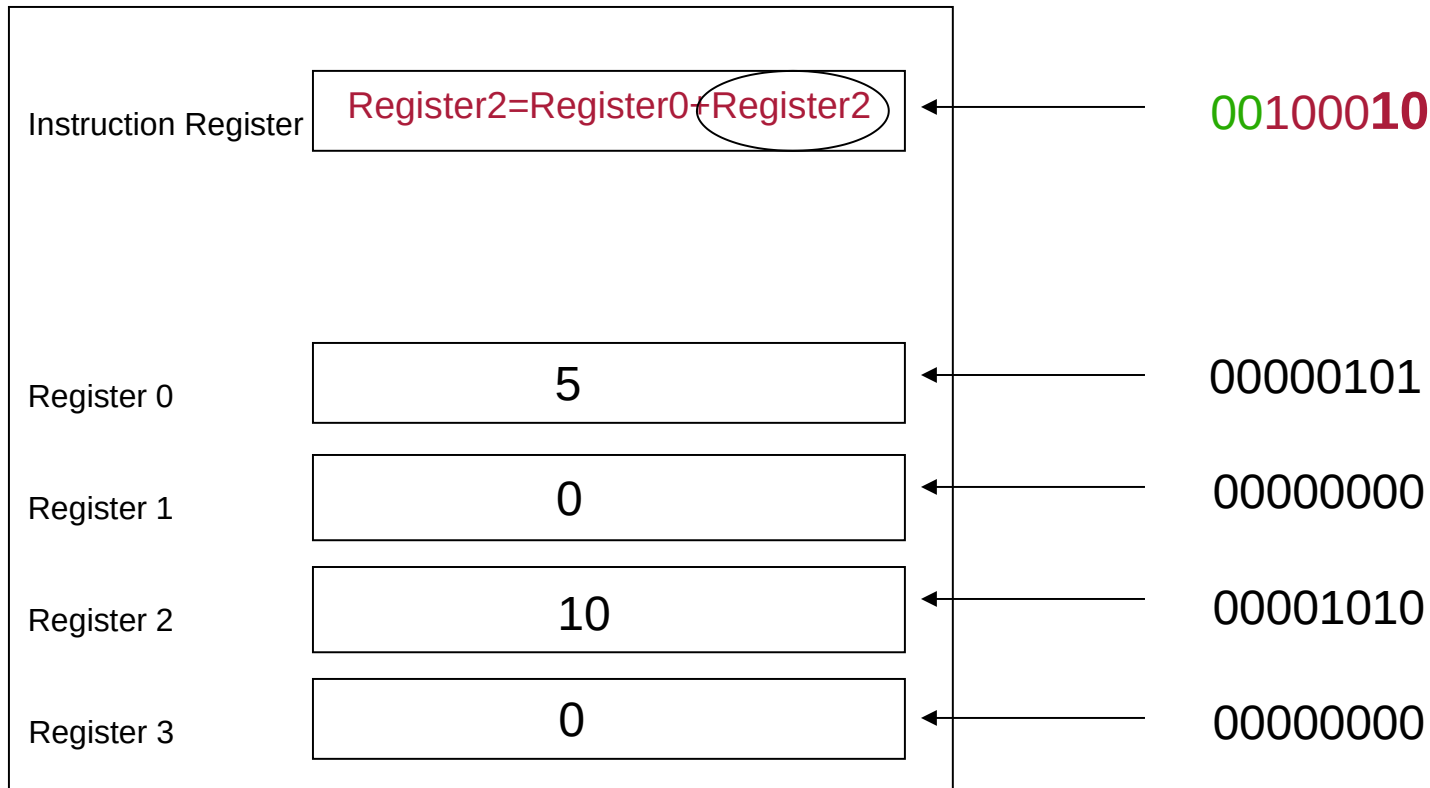 Instruction Register Register2=Register0+Register2 00100010
Register 0 5 00000101
Register 1 0 00000000
Register 2 10 00001010
Register 3 0 00000000